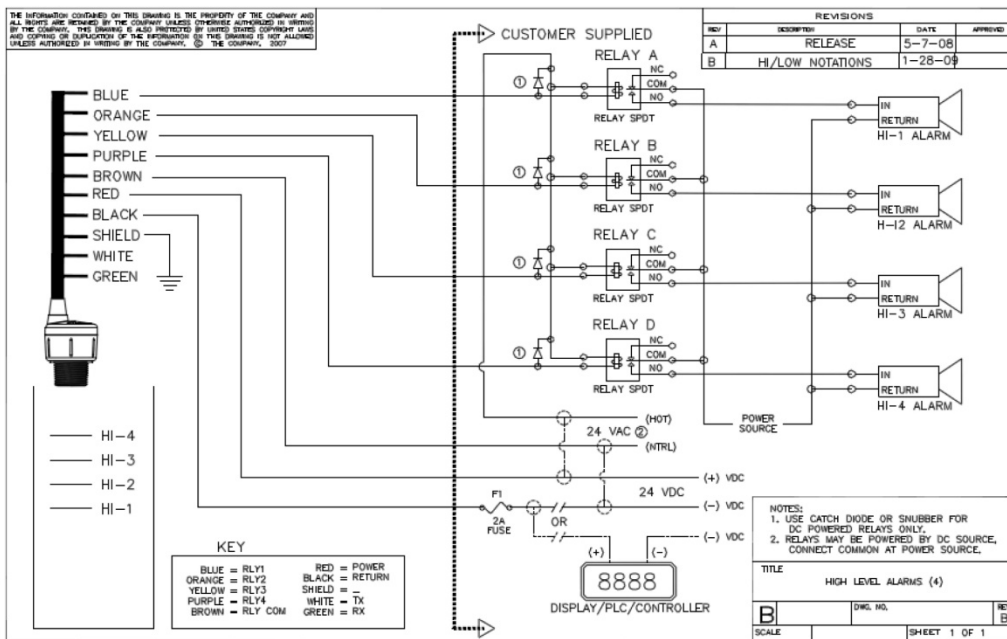 THE INFORMATION CONTAINED ON THIS DRAWING IS THE PROPERTY OF THE COMPANY AND
ALL RIGHTS ARE RETAINED BY THE COMPANY UNLESS OTHERWISE AUTHORIZED IN WRITING
BY THE COMPANY. THIS DRAWING IS ALSO PROTECTED BY UNITED STATES COPYRIGHT LAWS
AND COPYING OR DUPLICATION OF THE INFORMATION ON THIS DRAWING IS NOT ALLOWED
UNLESS AUTHORIZED IN WRITING BY THE COMPANY. © THE COMPANY, 2007
REVISIONS
REV DESCRIPTION DATE APPROVED
A RELEASE 5-7-08
B HI/LOW NOTATIONS 1-28-09
CUSTOMER SUPPLIED
BLUE
ORANGE
YELLOW
PURPLE
BROWN
RED
BLACK
SHIELD
WHITE
GREEN
RELAY A
1
NC
COM
NO
RELAY SPDT
RELAY B
1
NC
COM
NO
RELAY SPDT
RELAY C
1
NC
COM
NO
RELAY SPDT
RELAY D
1
NC
COM
NO
RELAY SPDT
IN
RETURN
HI-1 ALARM
IN
RETURN
H-I2 ALARM
IN
RETURN
HI-3 ALARM
IN
RETURN
HI-4 ALARM
POWER
SOURCE
HI-4
HI-3
HI-2
HI-1
(HOT)
24 VAC 2
(NTRL)
(+) VDC
24 VDC
(-) VDC
(-) VDC
F1
2A
FUSE
OR
(+) (-)
8888
DISPLAY/PLC/CONTROLLER
KEY
BLUE = RLY1
ORANGE = RLY2
YELLOW = RLY3
PURPLE = RLY4
BROWN = RLY COM
RED = POWER
BLACK = RETURN
SHIELD = _
WHITE = TX
GREEN = RX
NOTES:
1. USE CATCH DIODE OR SNUBBER FOR
DC POWERED RELAYS ONLY.
2. RELAYS MAY BE POWERED BY DC SOURCE,
CONNECT COMMON AT POWER SOURCE.
TITLE
HIGH LEVEL ALARMS (4)
B DWG. NO.
B
SCALE SHEET 1 OF 1